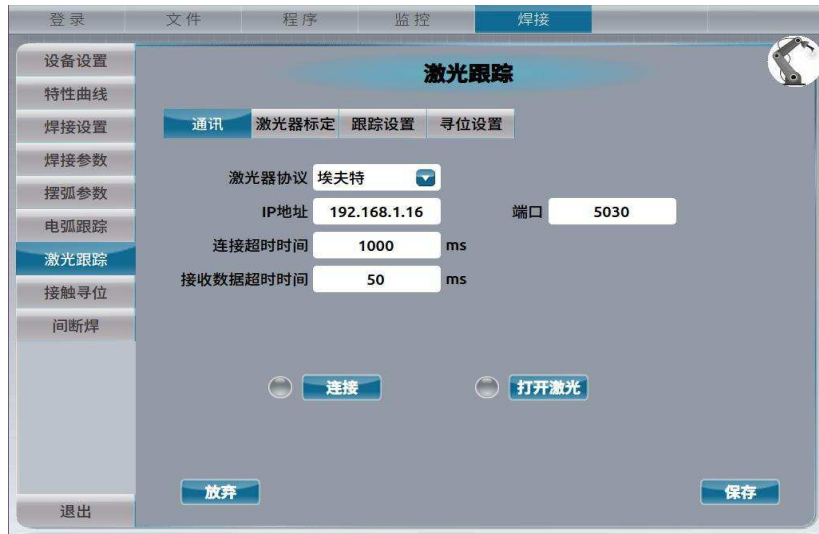 登录 文件 程序 监控 焊接
设备设置
特性曲线
焊接设置
焊接参数
摆弧参数
电弧跟踪
激光跟踪
接触寻位
间断焊
退出
激光跟踪
通讯 激光器标定 跟踪设置 寻位设置
激光器协议 埃夫特
IP地址 192.168.1.16 端口 5030
连接超时时间 1000 ms
接收数据超时时间 50 ms
连接 打开激光
放弃 保存